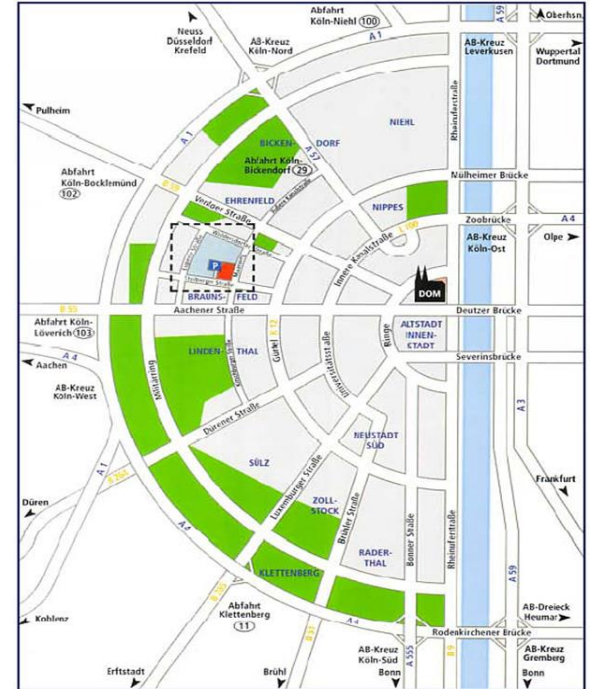 Abfahrt
Köln-Niehl 100
A 59
Oberhsn.
Neuss
Düsseldorf
Krefeld
AB-Kreuz
Köln-Nord
A 1
AB-Kreuz
Leverkusen
Wuppertal
Dortmund
Pulheim
A 1
NIEHL
Rheinuferstraße
BICKEN-
DORF
A 57
Abfahrt Köln-
Bickendorf 29
Abfahrt
Köln-Bocklemünd
102
B 59
Mülheimer Brücke
EHRENFELD
Venloer Straße
NIPPES
Zoobrücke
A 4
L 100
Innere Kanalstraße
AB-Kreuz
Köln-Ost
Olpe
P
DOM
BRAUNS-
FELD
B 55
Aachener Straße
Deutzer Brücke
Abfahrt Köln-
Löverich 103
ALTSTADT
INNEN-
STADT
Ringe
Gürtel
Universitätsstraße
Militärring
LINDEN-
THAL
Severinsbrücke
A 4
Aachen
AB-Kreuz
Köln-West
A 3
Dürener Straße
NEUSTADT
SÜD
SÜLZ
A 1
B 264
Luxemburger Straße
Frankfurt
Düren
ZOLL-
STOCK
Brühler Straße
A 4
Bonner Staße
Rheinuferstraße
RADER-
THAL
KLETTENBERG
A 59
Koblenz
Abfahrt
Klettenberg
11
A 4
AB-Dreieck
Heumar
Rodenkirchener Brücke
Erftstadt
Brühl
AB-Kreuz
Köln-Süd
Bonn
A 555
B 9
AB-Kreuz
Gremberg
Bonn